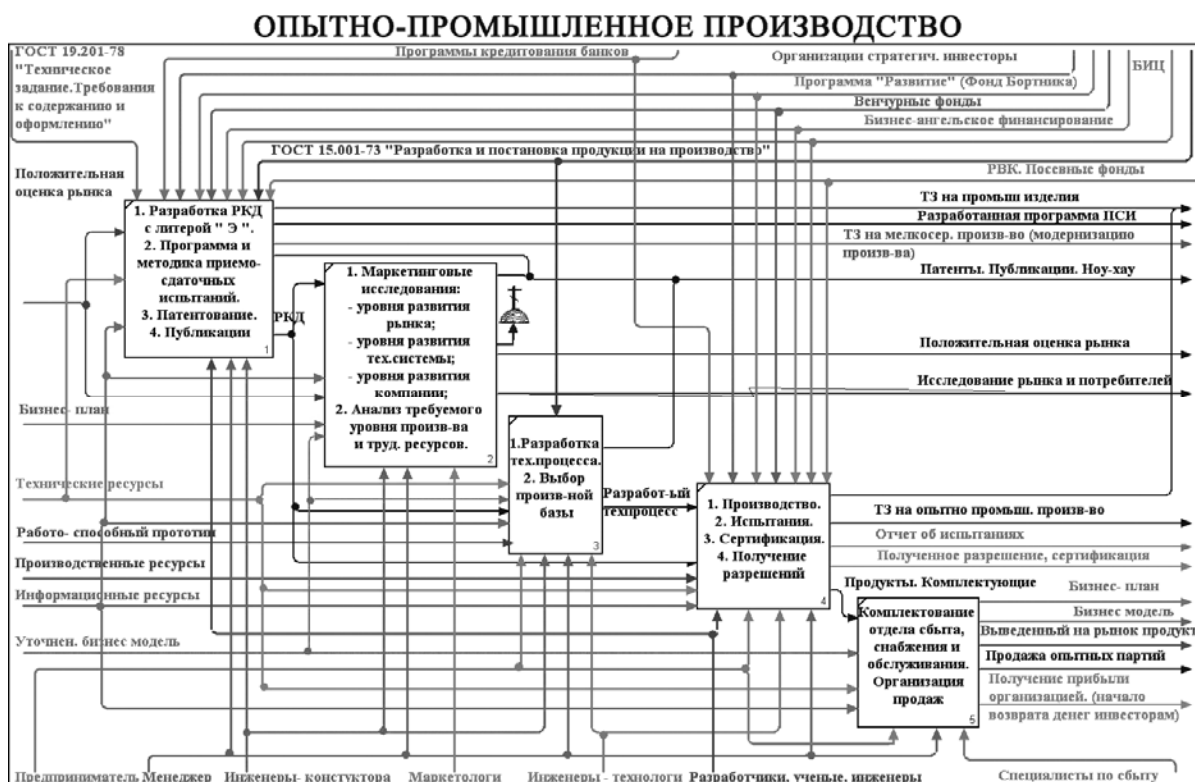 ОПЫТНО-ПРОМЫШЛЕННОЕ ПРОИЗВОДСТВО
ГОСТ 19.201-78
"Техническое
задание.Требования
к содержанию и
оформлению"
Программы кредитования банков
Организации стратегич. инвесторы
БИЦ
Программа "Развитие" (Фонд Бортника)
Венчурные фонды
Бизнес-ангельское финансирование
ГОСТ 15.001-73 "Разработка и постановка продукции на производство"
РВК. Посевные фонды
Положительная
оценка рынка
1. Разработка РКД
с литерой " Э ".
2. Программа и
методика приемо-
сдаточных
испытаний.
3. Патентование.
4. Публикации
1
РКД
ТЗ на промыш изделия
Разработанная программа ПСИ
ТЗ на мелкосер. произв-во (модернизацию
произв-ва)
Патенты. Публикации. Ноу-хау
1. Маркетинговые
исследования:
- уровня развития
рынка;
- уровня развития
тех.системы;
- уровня развития
компании;
2. Анализ требуемого
уровня произв-ва
и труд. ресурсов.
2
Положительная оценка рынка
Исследование рынка и потребителей
Бизнес- план
1.Разработка
тех.процесса.
2. Выбор
произв-ной
базы
3
Разработ-ый
техпроцесс
Технические ресурсы
Работо- способный прототип
Производственные ресурсы
Информационные ресурсы
Уточнен. бизнес модель
1. Производство.
2. Испытания.
3. Сертификация.
4. Получение
разрешений
4
ТЗ на опытно промыш. произв-во
Отчет об испытаниях
Полученное разрешение, сертификация
Продукты. Комплектующие
Комплектование
отдела сбыта,
снабжения и
обслуживания.
Организация
продаж
5
Бизнес- план
Бизнес модель
Выведенный на рынок продукт
Продажа опытных партий
Получение прибыли
организацией. (начало
возврата денег инвесторам)
Предприниматель
Менеджер
Инженеры- констуктора
Маркетологи
Инженеры - технологи
Разработчики, ученые, инженеры
Специалисты по сбыту